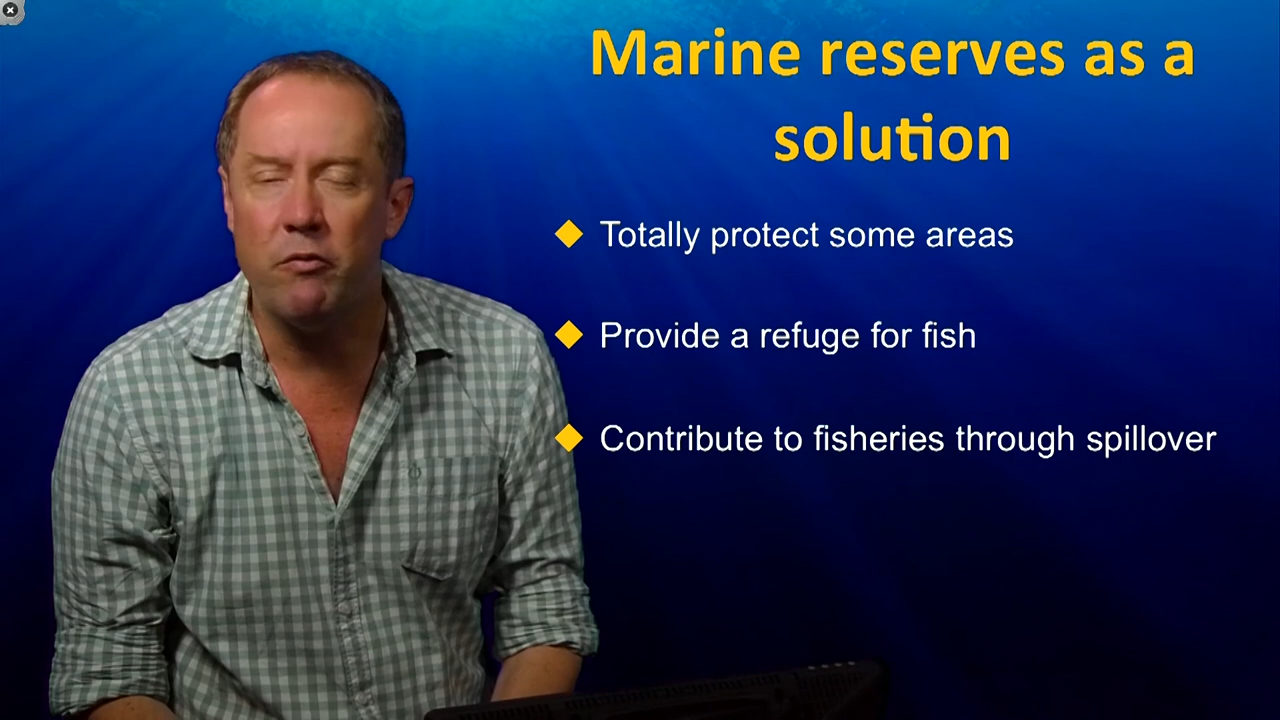 Marine reserves as a
solution
Totally protect some areas
Provide a refuge for fish
Contribute to fisheries through spillover